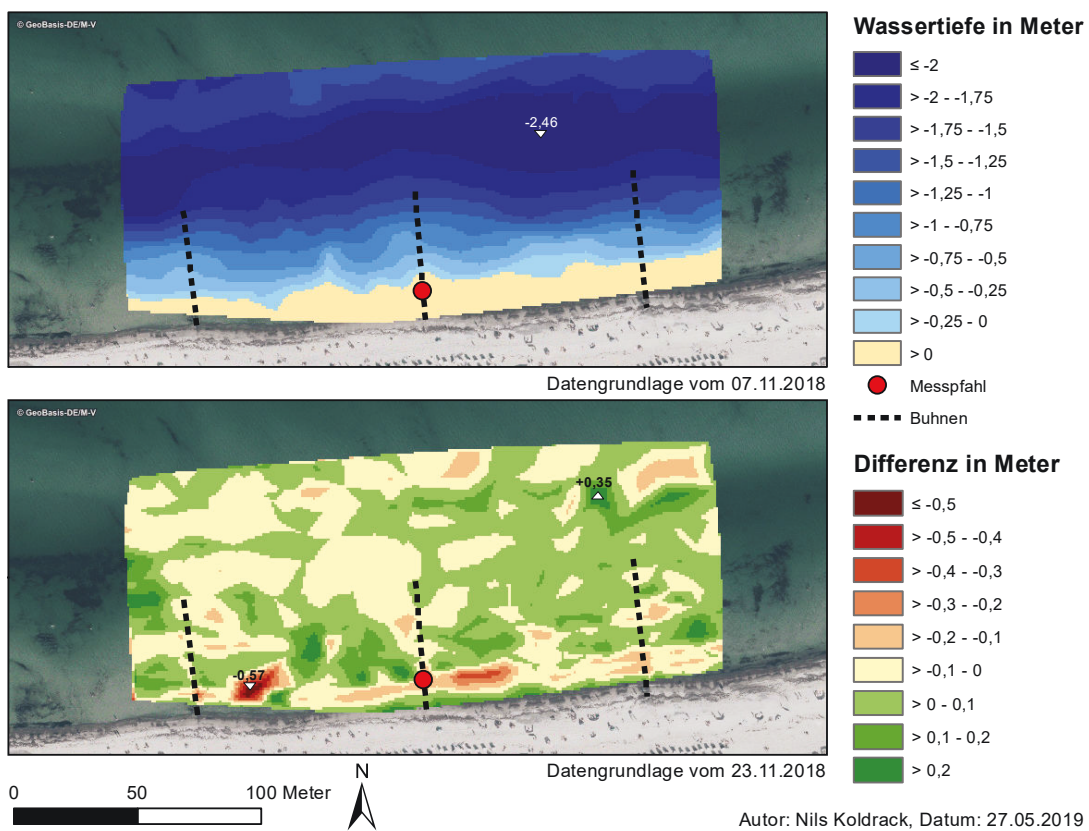 © GeoBasis-DE/M-V
-2,46
Datengrundlage vom 07.11.2018
Wassertiefe in Meter
≤ -2
> -2 - -1,75
> -1,75 - -1,5
> -1,5 - -1,25
> -1,25 - -1
> -1 - -0,75
> -0,75 - -0,5
> -0,5 - -0,25
> -0,25 - 0
> 0
Messpfahl
Buhnen
© GeoBasis-DE/M-V
+0,35
-0,57
Datengrundlage vom 23.11.2018
Differenz in Meter
≤ -0,5
> -0,5 - -0,4
> -0,4 - -0,3
> -0,3 - -0,2
> -0,2 - -0,1
> -0,1 - 0
> 0 - 0,1
> 0,1 - 0,2
> 0,2
0 50 100 Meter
N
Autor: Nils Koldrack, Datum: 27.05.2019